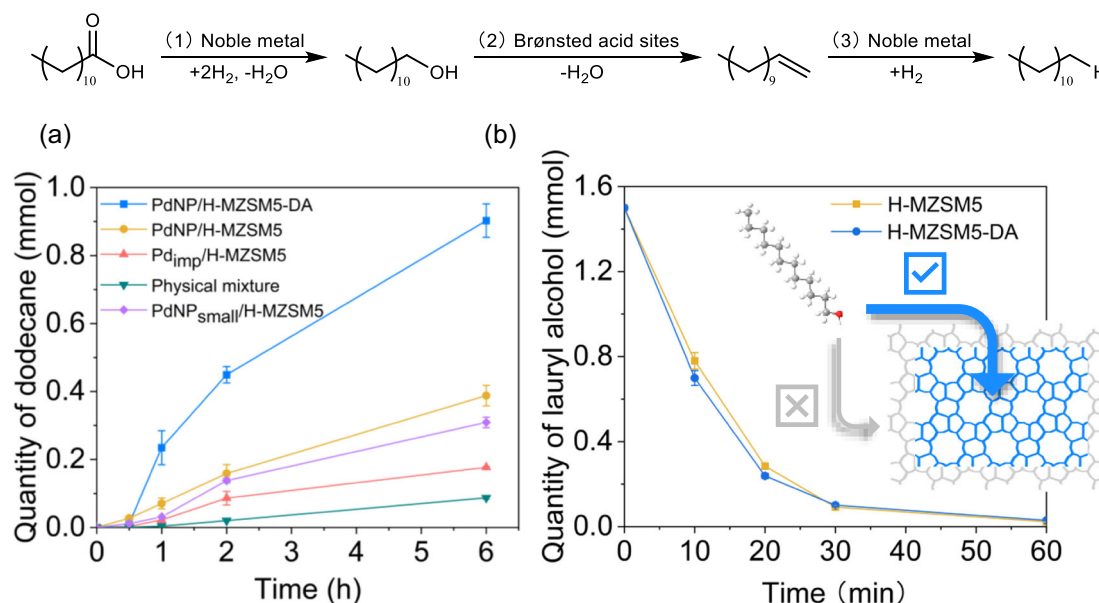 O
OH
10
（1）Noble metal
+2H₂, -H₂O
OH
10
（2）Brønsted acid sites
-H₂O
9
（3）Noble metal
+H₂
10
H
(a)
Quantity of dodecane (mmol)
1.0
0.8
0.6
0.4
0.2
0.0
PdNP/H-MZSM5-DA
PdNP/H-MZSM5
Pd_imp/H-MZSM5
Physical mixture
PdNP_small/H-MZSM5
0
1
2
3
4
5
6
Time (h)
(b)
Quantity of lauryl alcohol (mmol)
1.6
1.2
0.8
0.4
0.0
H-MZSM5
H-MZSM5-DA
0
10
20
30
40
50
60
Time（min）